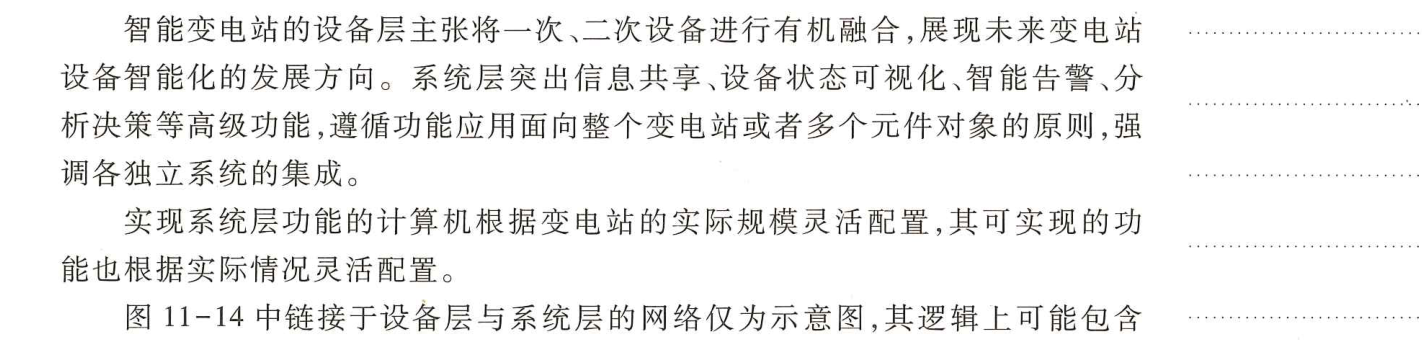 智能变电站的设备层主张将一次、二次设备进行有机融合,展现未来变电站
设备智能化的发展方向。系统层突出信息共享、设备状态可视化、智能告警、分
析决策等高级功能,遵循功能应用面向整个变电站或者多个元件对象的原则,强
调各独立系统的集成。
实现系统层功能的计算机根据变电站的实际规模灵活配置,其可实现的功
能也根据实际情况灵活配置。
图 11-14 中链接于设备层与系统层的网络仅为示意图,其逻辑上可能包含